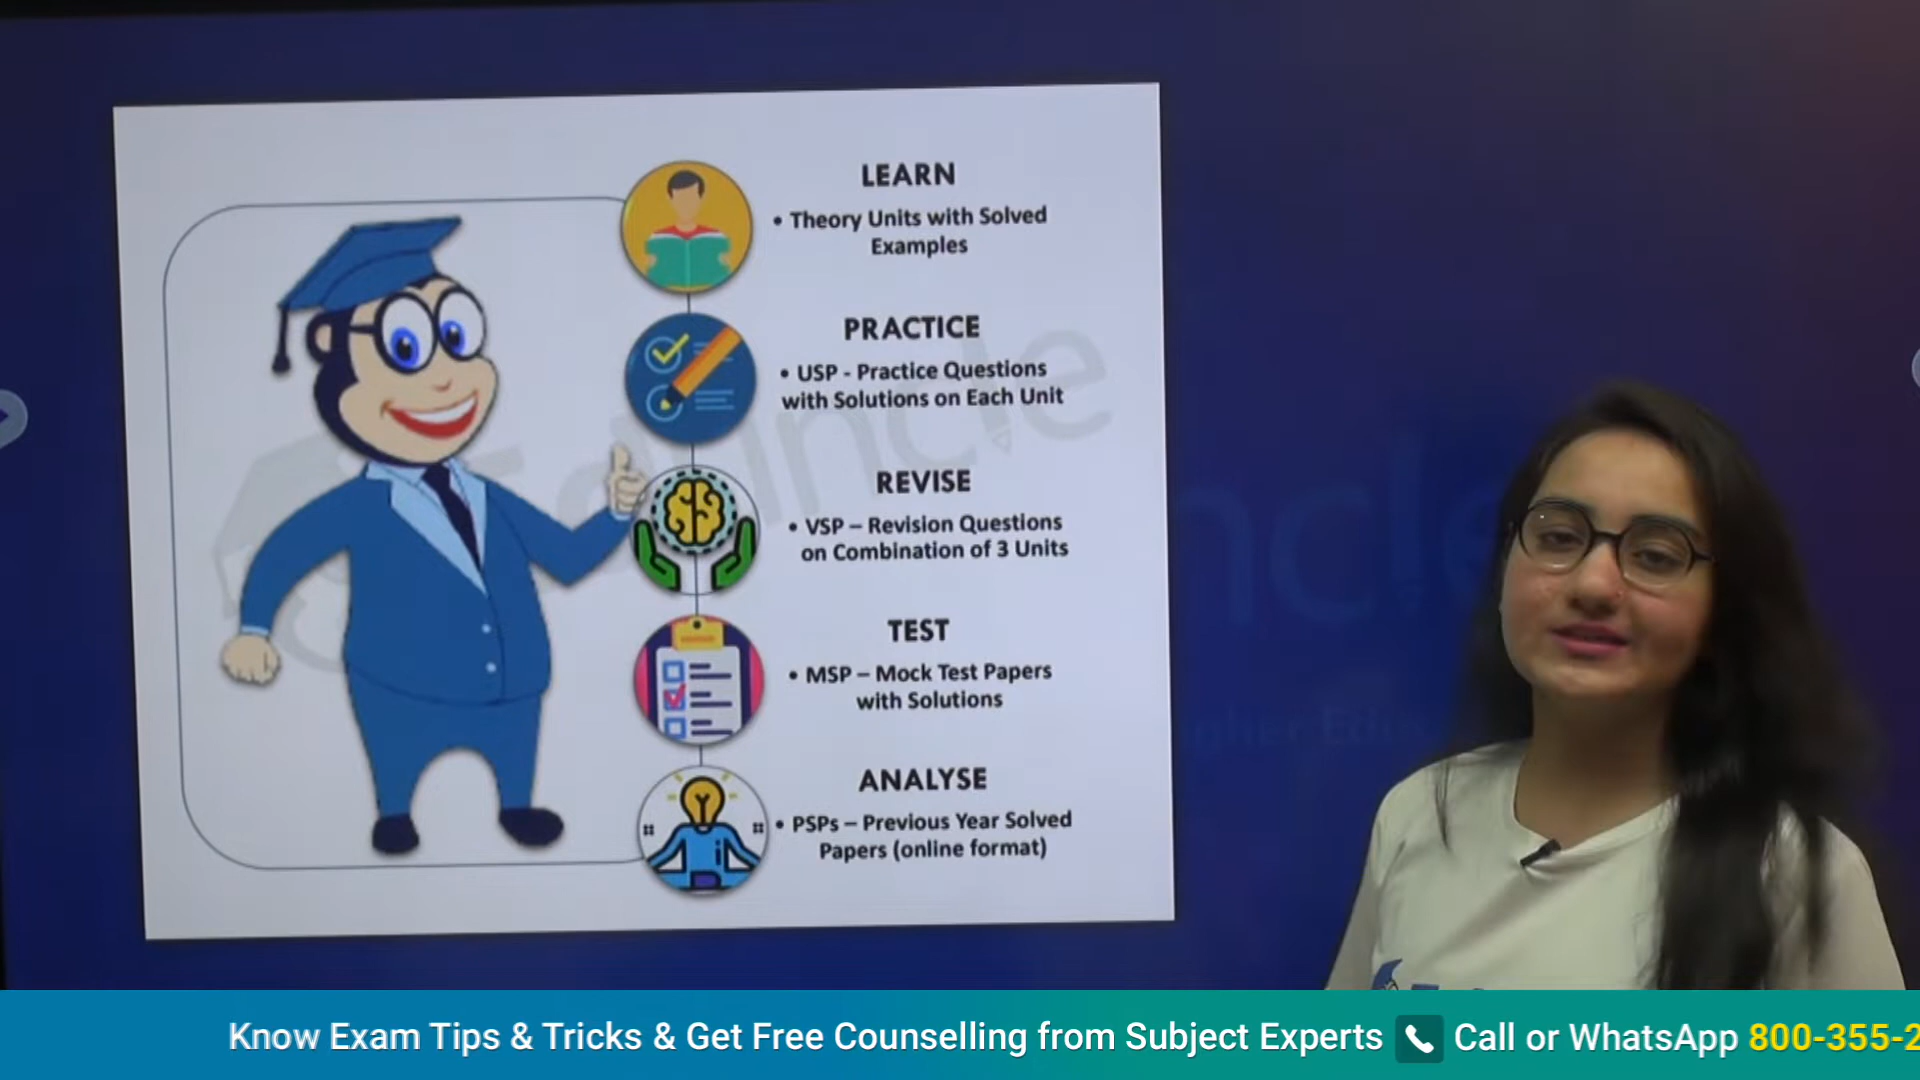 LEARN
• Theory Units with Solved
Examples
PRACTICE
• USP - Practice Questions
with Solutions on Each Unit
REVISE
• VSP – Revision Questions
on Combination of 3 Units
TEST
• MSP – Mock Test Papers
with Solutions
ANALYSE
• PSPs – Previous Year Solved
Papers (online format)
Know Exam Tips & Tricks & Get Free Counselling from Subject Experts Call or WhatsApp 800-355-2